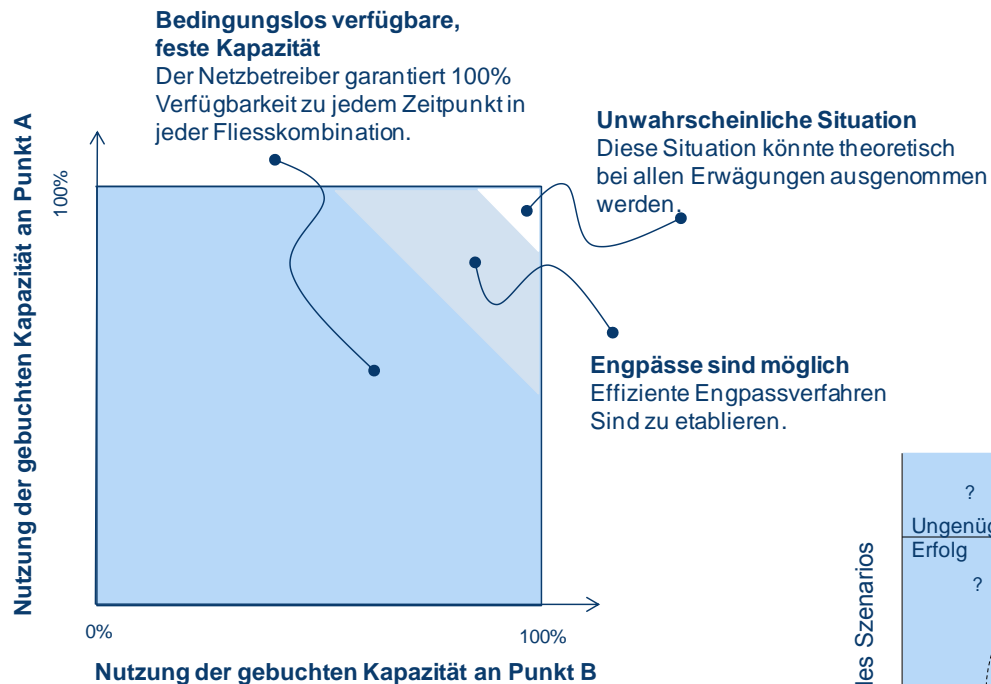 Bedingungslos verfügbare,
feste Kapazität
Der Netzbetreiber garantiert 100%
Verfügbarkeit zu jedem Zeitpunkt in
jeder Fliesskombination.
Unwahrscheinliche Situation
Diese Situation könnte theoretisch
bei allen Erwägungen ausgenommen
werden.
Engpässe sind möglich
Effiziente Engpassverfahren
Sind zu etablieren.
Nutzung der gebuchten Kapazität an Punkt A
100%
0%
100%
Nutzung der gebuchten Kapazität an Punkt B
?
Erfolg
?
Szenarios